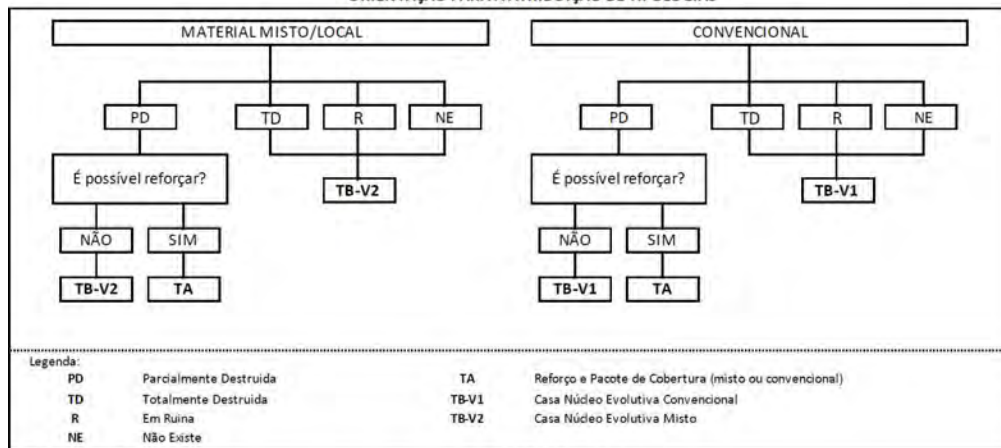 MATERIAL MISTO/LOCAL
CONVENCIONAL
PD TD R NE
PD TD R NE
É possível reforçar?
TB-V2
É possível reforçar?
TB-V1
NÃO SIM
NÃO SIM
TB-V2 TA
TB-V1 TA
Legenda:
PD Parcialmente Destruida
TD Totalmente Destruida
R Em Ruina
NE Não Existe
TA Reforço e Pacote de Cobertura (misto ou convencional)
TB-V1 Casa Núcleo Evolutiva Convencional
TB-V2 Casa Núcleo Evolutiva Misto